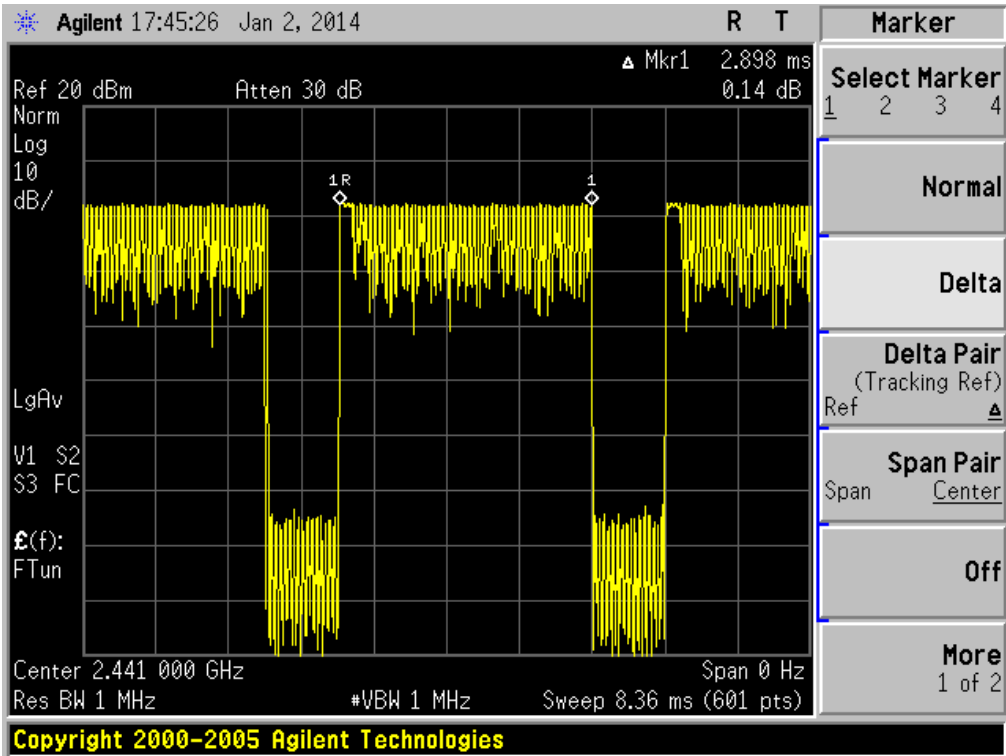 Agilent 17:45:26 Jan 2, 2014 R T
Marker
Δ Mkr1 2.898 ms
Ref 20 dBm Atten 30 dB 0.14 dB
Norm
Log
10
dB/
1R
1
LgAv
V1 S2
S3 FC
£(f):
FTun
Center 2.441 000 GHz Span 0 Hz
Res BW 1 MHz #VBW 1 MHz Sweep 8.36 ms (601 pts)
Select Marker
1 2 3 4
Normal
Delta
Delta Pair
(Tracking Ref)
Ref Δ
Span Pair
Span Center
Off
More
1 of 2
Copyright 2000-2005 Agilent Technologies